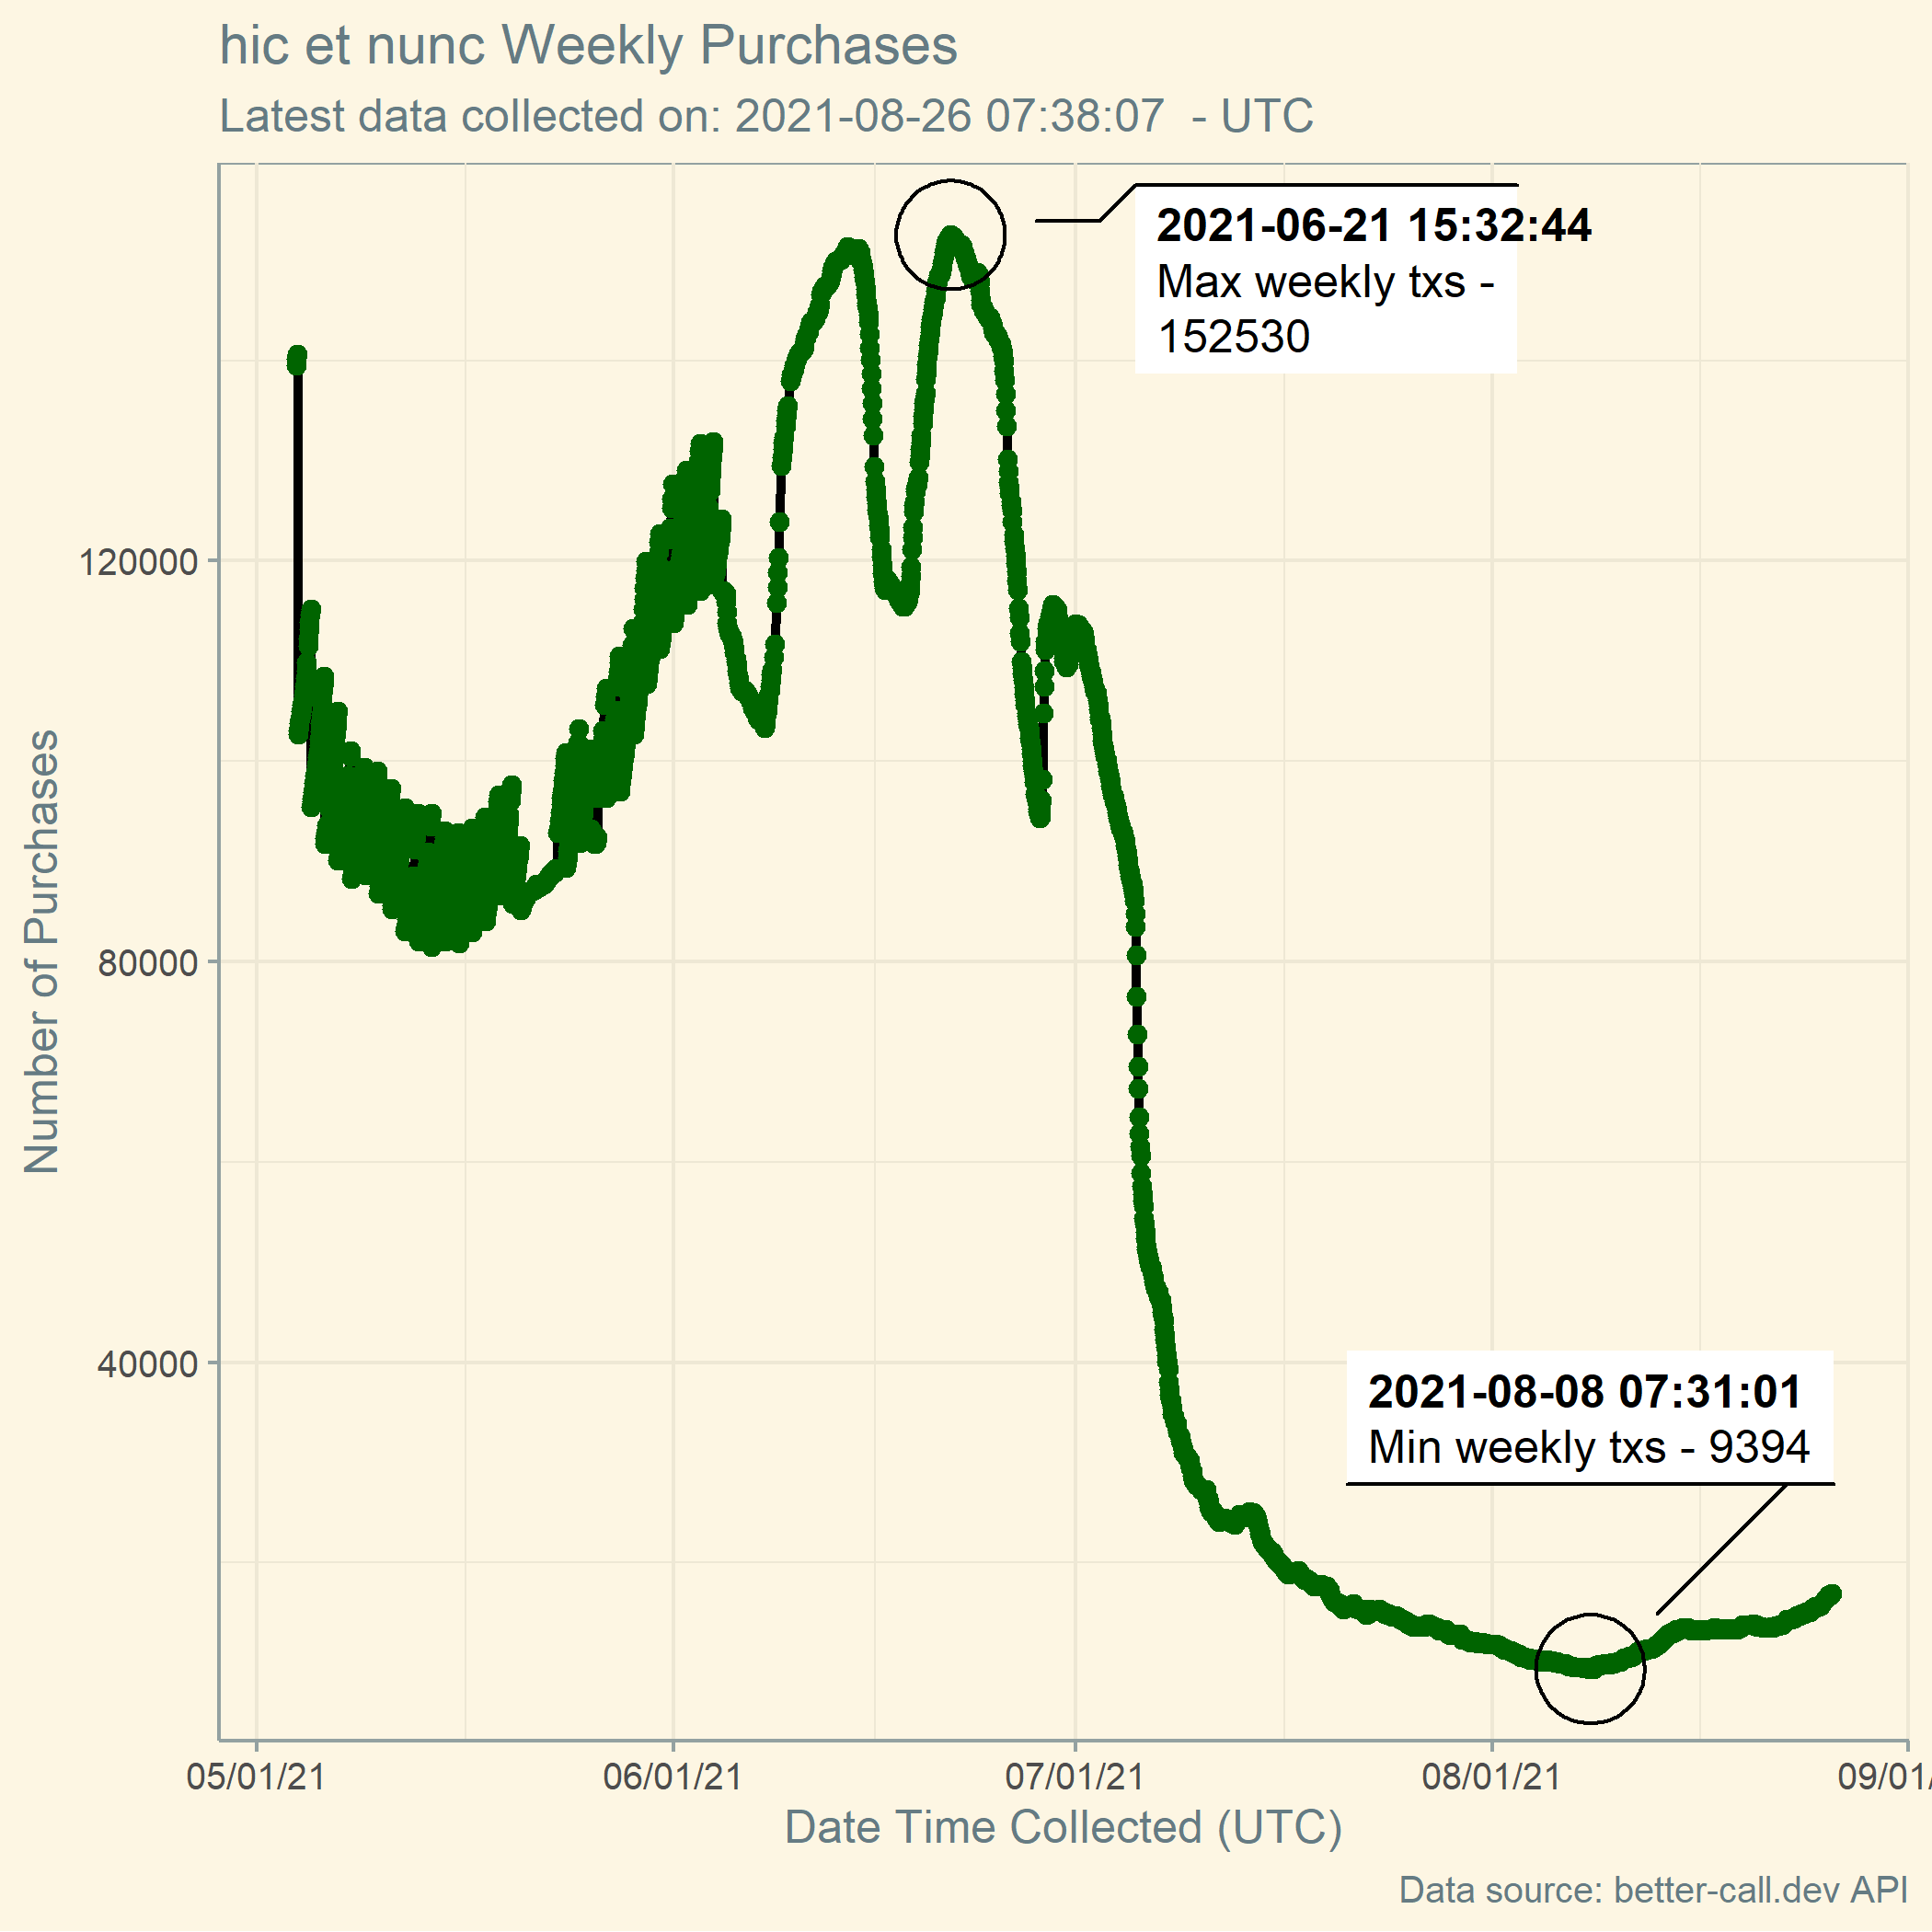 hic et nunc Weekly Purchases
Latest data collected on: 2021-08-26 07:38:07 - UTC
2021-06-21 15:32:44
Max weekly txs -
152530
120000
80000
40000
Number of Purchases
2021-08-08 07:31:01
Min weekly txs - 9394
05/01/21 06/01/21 07/01/21 08/01/21 09/01/
Date Time Collected (UTC)
Data source: better-call.dev API